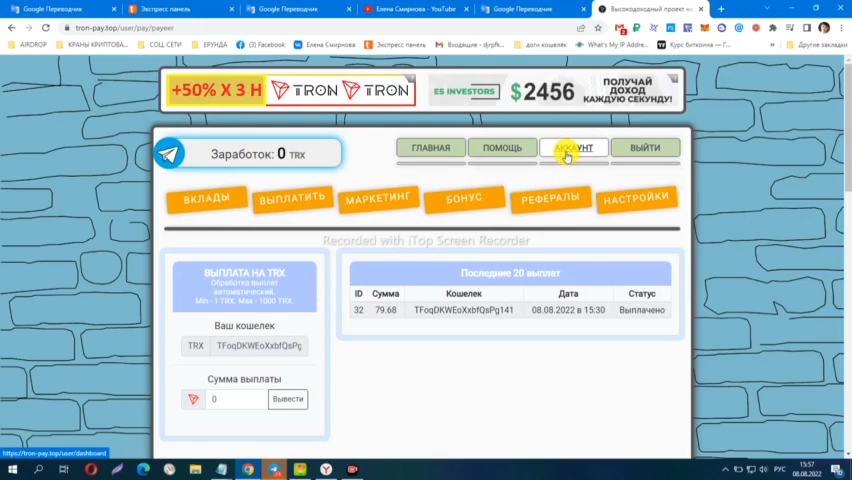 Google Переводчик
Экспресс панель
Google Переводчик
Елена Смирнова - YouTube
Google Переводчик
Высокодоходный проект на
tron-pay.top/user/pay/payeer
AIRDROP
КРАНЫ КРИПТОВА...
СОЦ. СЕТИ
ЕРУНДА
(3) Facebook
Елена Смирнова
Экспресс панель
Входящие - djrpfk...
доги кошелёк
What's My IP Addre...
Курс биткоина — Г...
Другие закладки
+50% X 3 H TRON TRON
ES INVESTORS $2456 ПОЛУЧАЙ
ДОХОД
КАЖДУЮ СЕКУНДУ!
Заработок: 0 TRX
ГЛАВНАЯ
ПОМОЩЬ
АККАУНТ
ВЫЙТИ
ВКЛАДЫ
ВЫПЛАТИТЬ
МАРКЕТИНГ
БОНУС
РЕФЕРАЛЫ
НАСТРОЙКИ
Recorded with iTop Screen Recorder
ВЫПЛАТА НА TRX
Обработка выплат
автоматический.
Min - 1 TRX. Max - 1000 TRX.
Ваш кошелек
TRX TFoqDKWEoXxbfQsPg
Сумма выплаты
0 Вывести
Последние 20 выплат
ID Сумма Кошелек Дата Статус
32 79.68 TFoqDKWEoXxbfQsPg141 08.08.2022 в 15:30 Выплачено
https://tron-pay.top/user/dashboard
РУС
15:57
08.08.2022